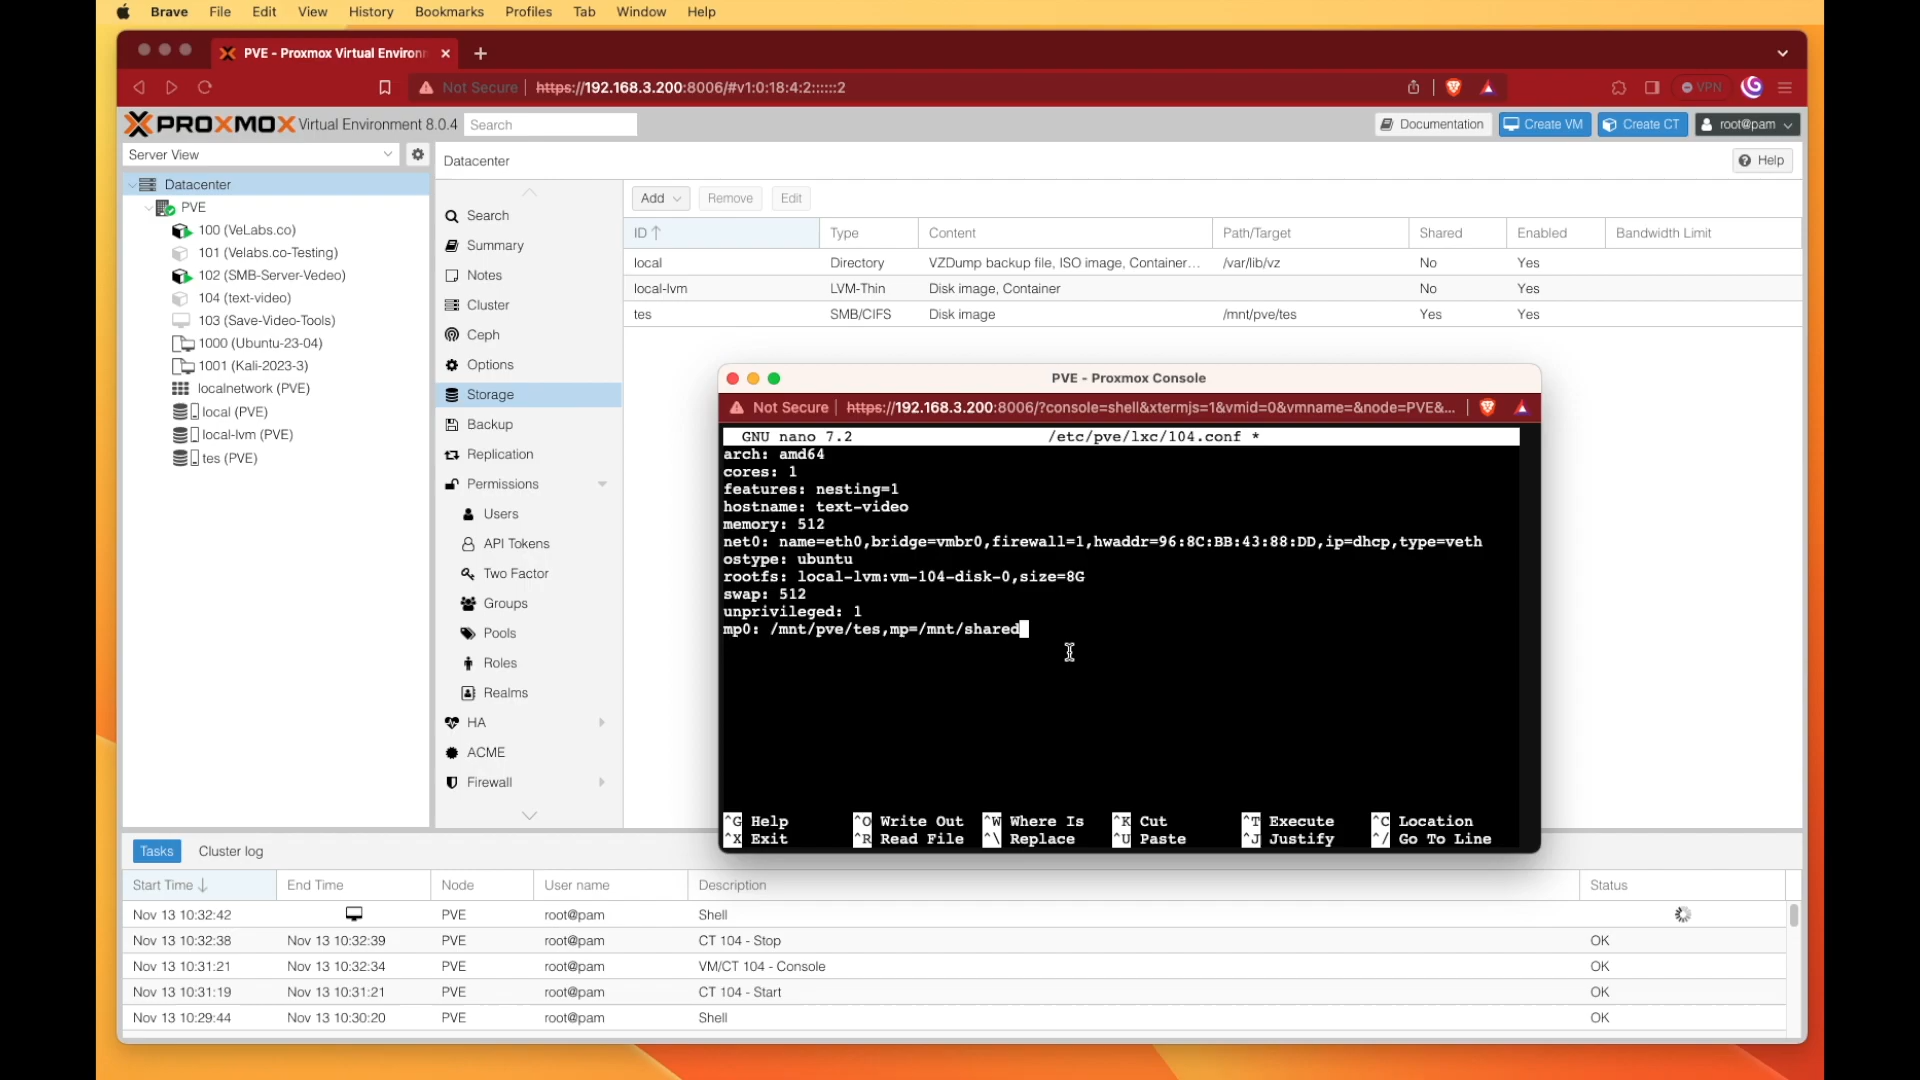 Brave File Edit View History Bookmarks Profiles Tab Window Help
PVE - Proxmox Virtual Environ
Not Secure https://192.168.3.200:8006/#v1:0:18:4:2::::::2
VPN
PROXMOX Virtual Environment 8.0.4 Search
Documentation Create VM Create CT root@pam
Server View
Datacenter
PVE
100 (VeLabs.co)
101 (Velabs.co-Testing)
102 (SMB-Server-Vedeo)
104 (text-video)
103 (Save-Video-Tools)
1000 (Ubuntu-23-04)
1001 (Kali-2023-3)
localnetwork (PVE)
local (PVE)
local-lvm (PVE)
tes (PVE)
Datacenter Help
Search
Summary
Notes
Cluster
Ceph
Options
Storage
Backup
Replication
Permissions
Users
API Tokens
Two Factor
Groups
Pools
Roles
Realms
HA
ACME
Firewall
Add Remove Edit
ID Type Content Path/Target Shared Enabled Bandwidth Limit
local Directory VZDump backup file, ISO image, Container... /var/lib/vz No Yes
local-lvm LVM-Thin Disk image, Container No Yes
tes SMB/CIFS Disk image /mnt/pve/tes Yes Yes
PVE - Proxmox Console
Not Secure https://192.168.3.200:8006/?console=shell&xtermjs=1&vmid=0&vmname=&node=PVE&...
GNU nano 7.2 /etc/pve/lxc/104.conf *
arch: amd64
cores: 1
features: nesting=1
hostname: text-video
memory: 512
net0: name=eth0,bridge=vmbr0,firewall=1,hwaddr=96:8C:BB:43:88:DD,ip=dhcp,type=veth
ostype: ubuntu
rootfs: local-lvm:vm-104-disk-0,size=8G
swap: 512
unprivileged: 1
mp0: /mnt/pve/tes,mp=/mnt/shared
^G Help ^O Write Out ^W Where Is ^K Cut ^T Execute ^C Location
^X Exit ^R Read File ^\ Replace ^U Paste ^J Justify ^/ Go To Line
Tasks Cluster log
Start Time End Time Node User name Description Status
Nov 13 10:32:42 PVE root@pam Shell
Nov 13 10:32:38 Nov 13 10:32:39 PVE root@pam CT 104 - Stop OK
Nov 13 10:31:21 Nov 13 10:32:34 PVE root@pam VM/CT 104 - Console OK
Nov 13 10:31:19 Nov 13 10:31:21 PVE root@pam CT 104 - Start OK
Nov 13 10:29:44 Nov 13 10:30:20 PVE root@pam Shell OK